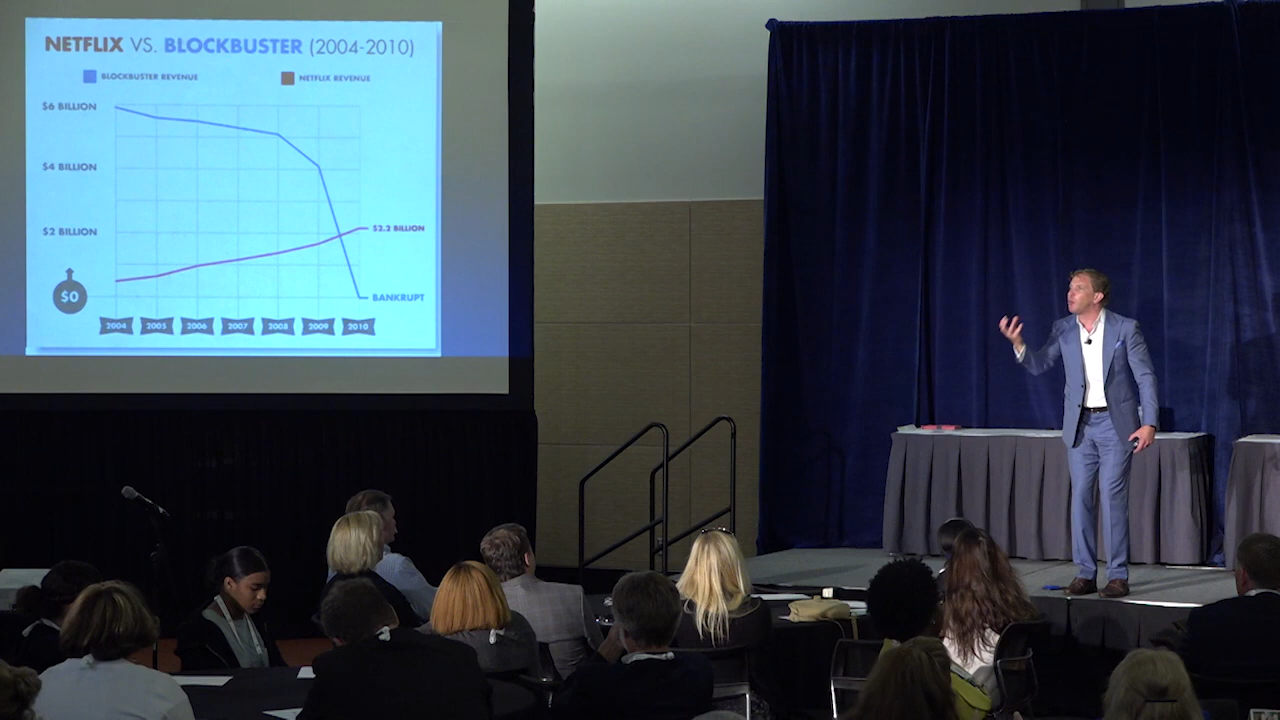 NETFLIX VS. BLOCKBUSTER (2004-2010)
BLOCKBUSTER REVENUE
NETFLIX REVENUE
$6 BILLION
$4 BILLION
$2 BILLION
$2.2 BILLION
$0
BANKRUPT
2004 2005 2006 2007 2008 2009 2010